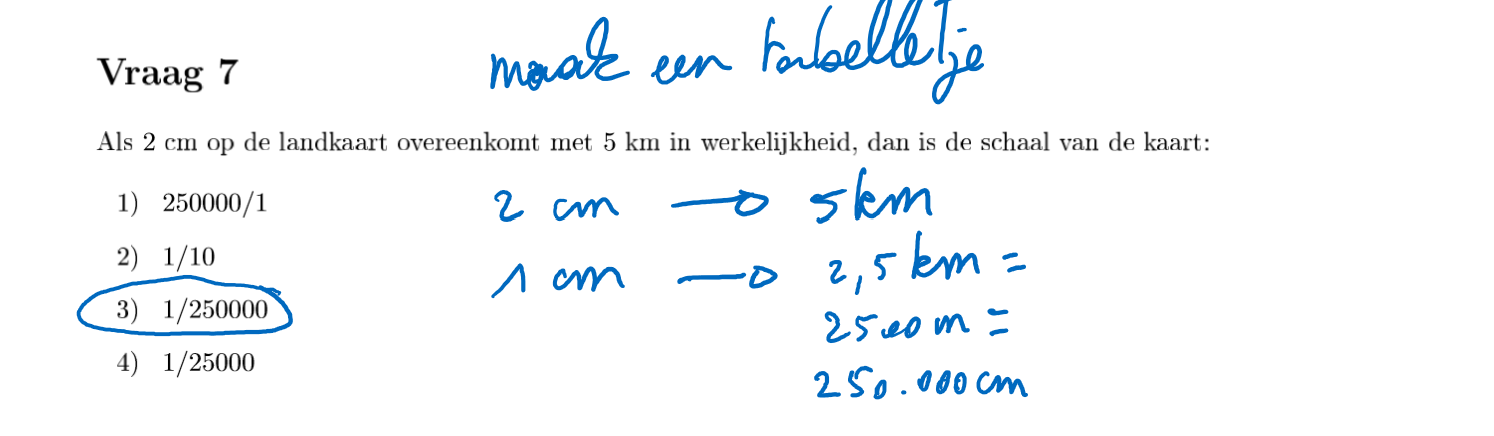 maak een tabelletje
Vraag 7
Als 2 cm op de landkaart overeenkomt met 5 km in werkelijkheid, dan is de schaal van de kaart:
1) 250000/1
2) 1/10
3) 1/250000
4) 1/25000
2 cm → 5 km
1 cm → 2,5 km =
2500 m =
250.000 cm